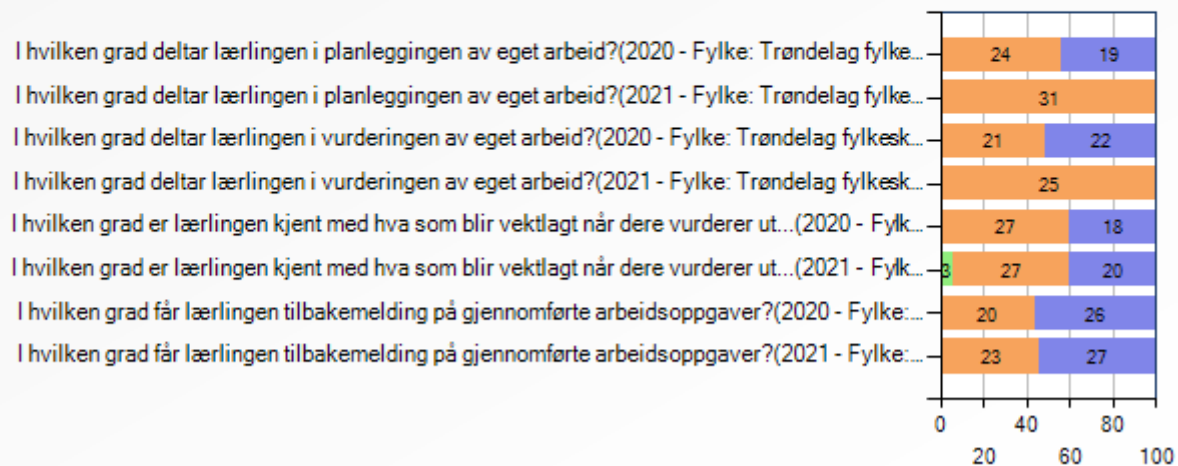 I hvilken grad deltar lærlingen i planleggingen av eget arbeid?(2020 - Fylke: Trøndelag fylke... 24 19
I hvilken grad deltar lærlingen i planleggingen av eget arbeid?(2021 - Fylke: Trøndelag fylke... 31
I hvilken grad deltar lærlingen i vurderingen av eget arbeid?(2020 - Fylke: Trøndelag fylkesk... 21 22
I hvilken grad deltar lærlingen i vurderingen av eget arbeid?(2021 - Fylke: Trøndelag fylkesk... 25
I hvilken grad er lærlingen kjent med hva som blir vektlagt når dere vurderer ut...(2020 - Fylk... 27 18
I hvilken grad er lærlingen kjent med hva som blir vektlagt når dere vurderer ut...(2021 - Fylk... 3 27 20
I hvilken grad får lærlingen tilbakemelding på gjennomførte arbeidsoppgaver?(2020 - Fylke:... 20 26
I hvilken grad får lærlingen tilbakemelding på gjennomførte arbeidsoppgaver?(2021 - Fylke:... 23 27
0 40 80
20 60 100